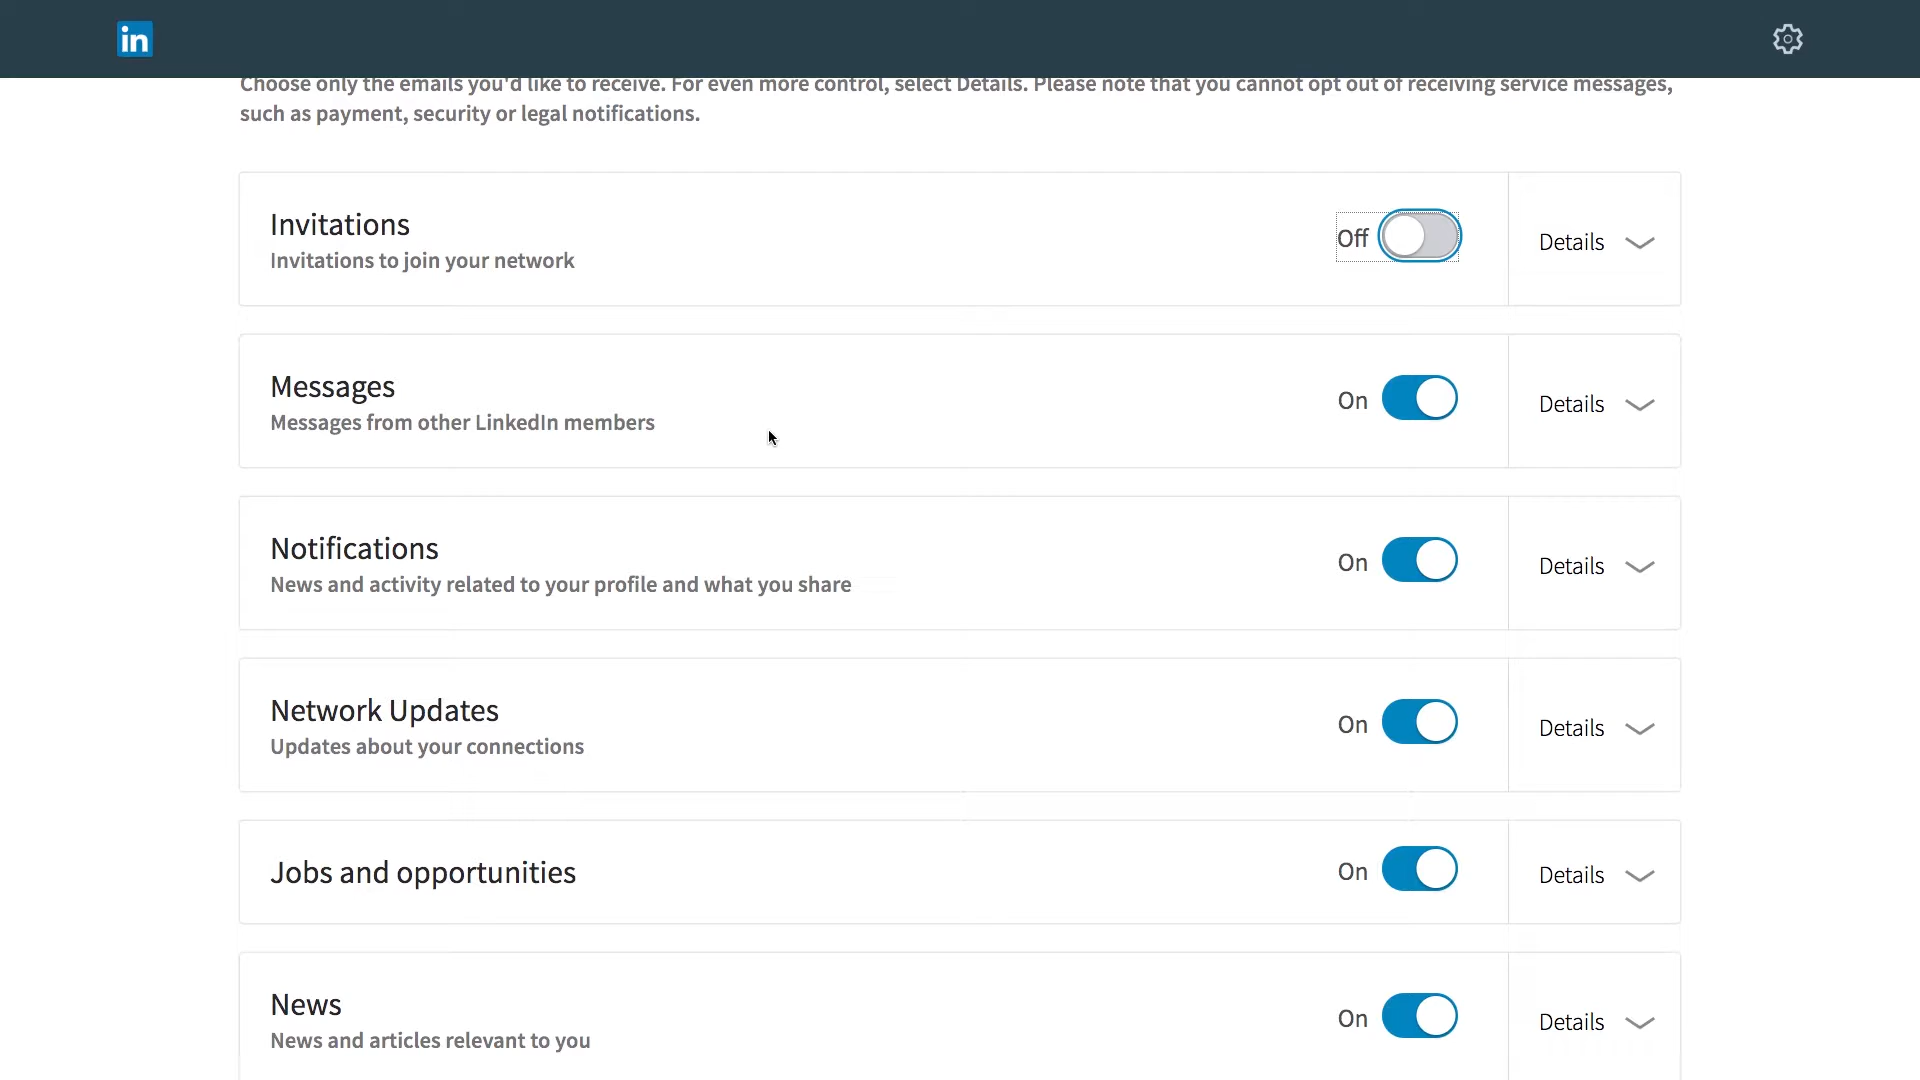 in
Choose only the emails you'd like to receive. For even more control, select Details. Please note that you cannot opt out of receiving service messages,
such as payment, security or legal notifications.
Invitations
Invitations to join your network
Off
Details
Messages
Messages from other LinkedIn members
On
Details
Notifications
News and activity related to your profile and what you share
On
Details
Network Updates
Updates about your connections
On
Details
Jobs and opportunities
On
Details
News
News and articles relevant to you
On
Details